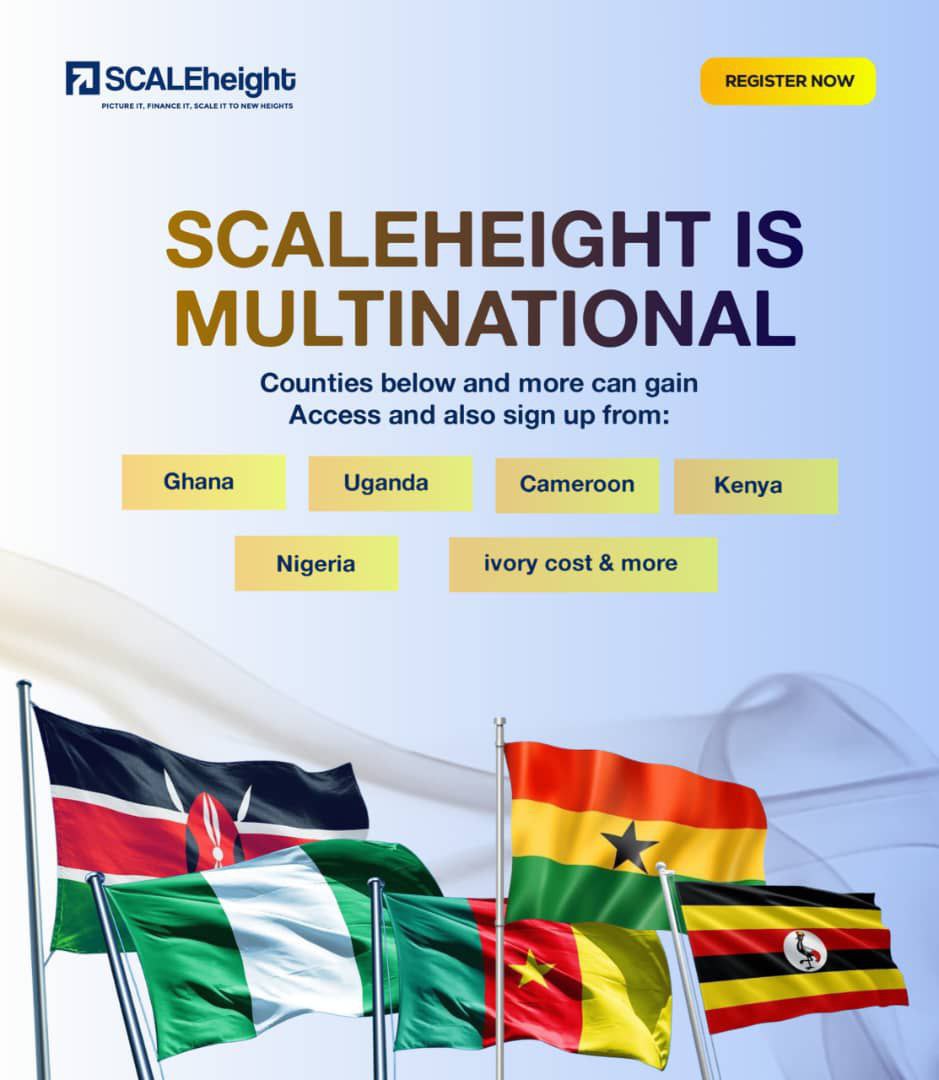 SCALEheight
PICTURE IT, FINANCE IT, SCALE IT TO NEW HEIGHTS
REGISTER NOW
SCALEHEIGHT IS
MULTINATIONAL
Counties below and more can gain
Access and also sign up from:
Ghana
Uganda
Cameroon
Kenya
Nigeria
ivory cost & more